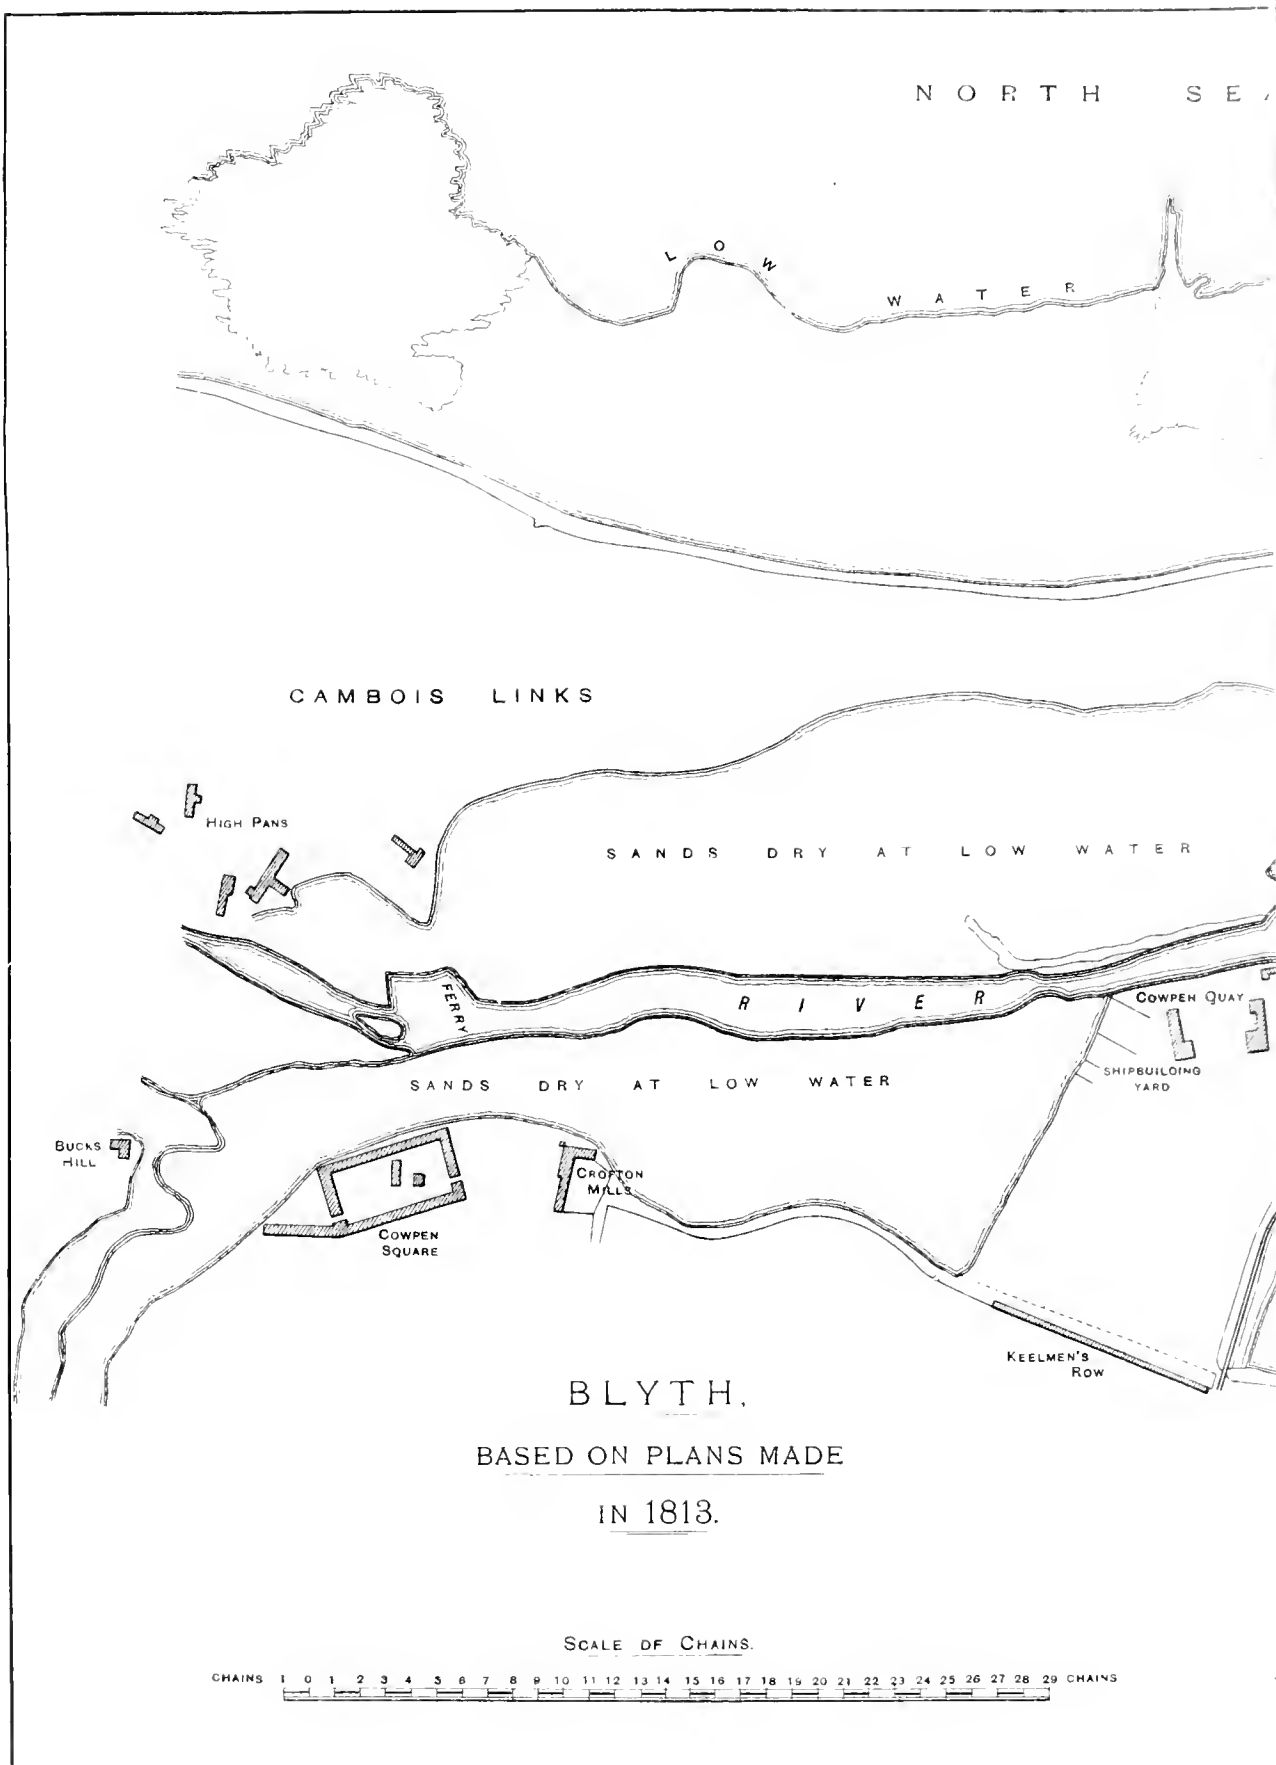 NORTH SE
LOW WATER
CAMBOIS LINKS
HIGH PANS
SANDS DRY AT LOW WATER
FERRY
RIVER
COWPEN QUAY
SHIPBUILDING
YARD
SANDS DRY AT LOW WATER
BUCKS
HILL
CROFTON
MILLS
COWPEN
SQUARE
KEELMEN'S
ROW
BLYTH,
BASED ON PLANS MADE
IN 1813.
SCALE OF CHAINS.
CHAINS 1 0 1 2 3 4 5 6 7 8 9 10 11 12 13 14 15 16 17 18 19 20 21 22 23 24 25 26 27 28 29 CHAINS